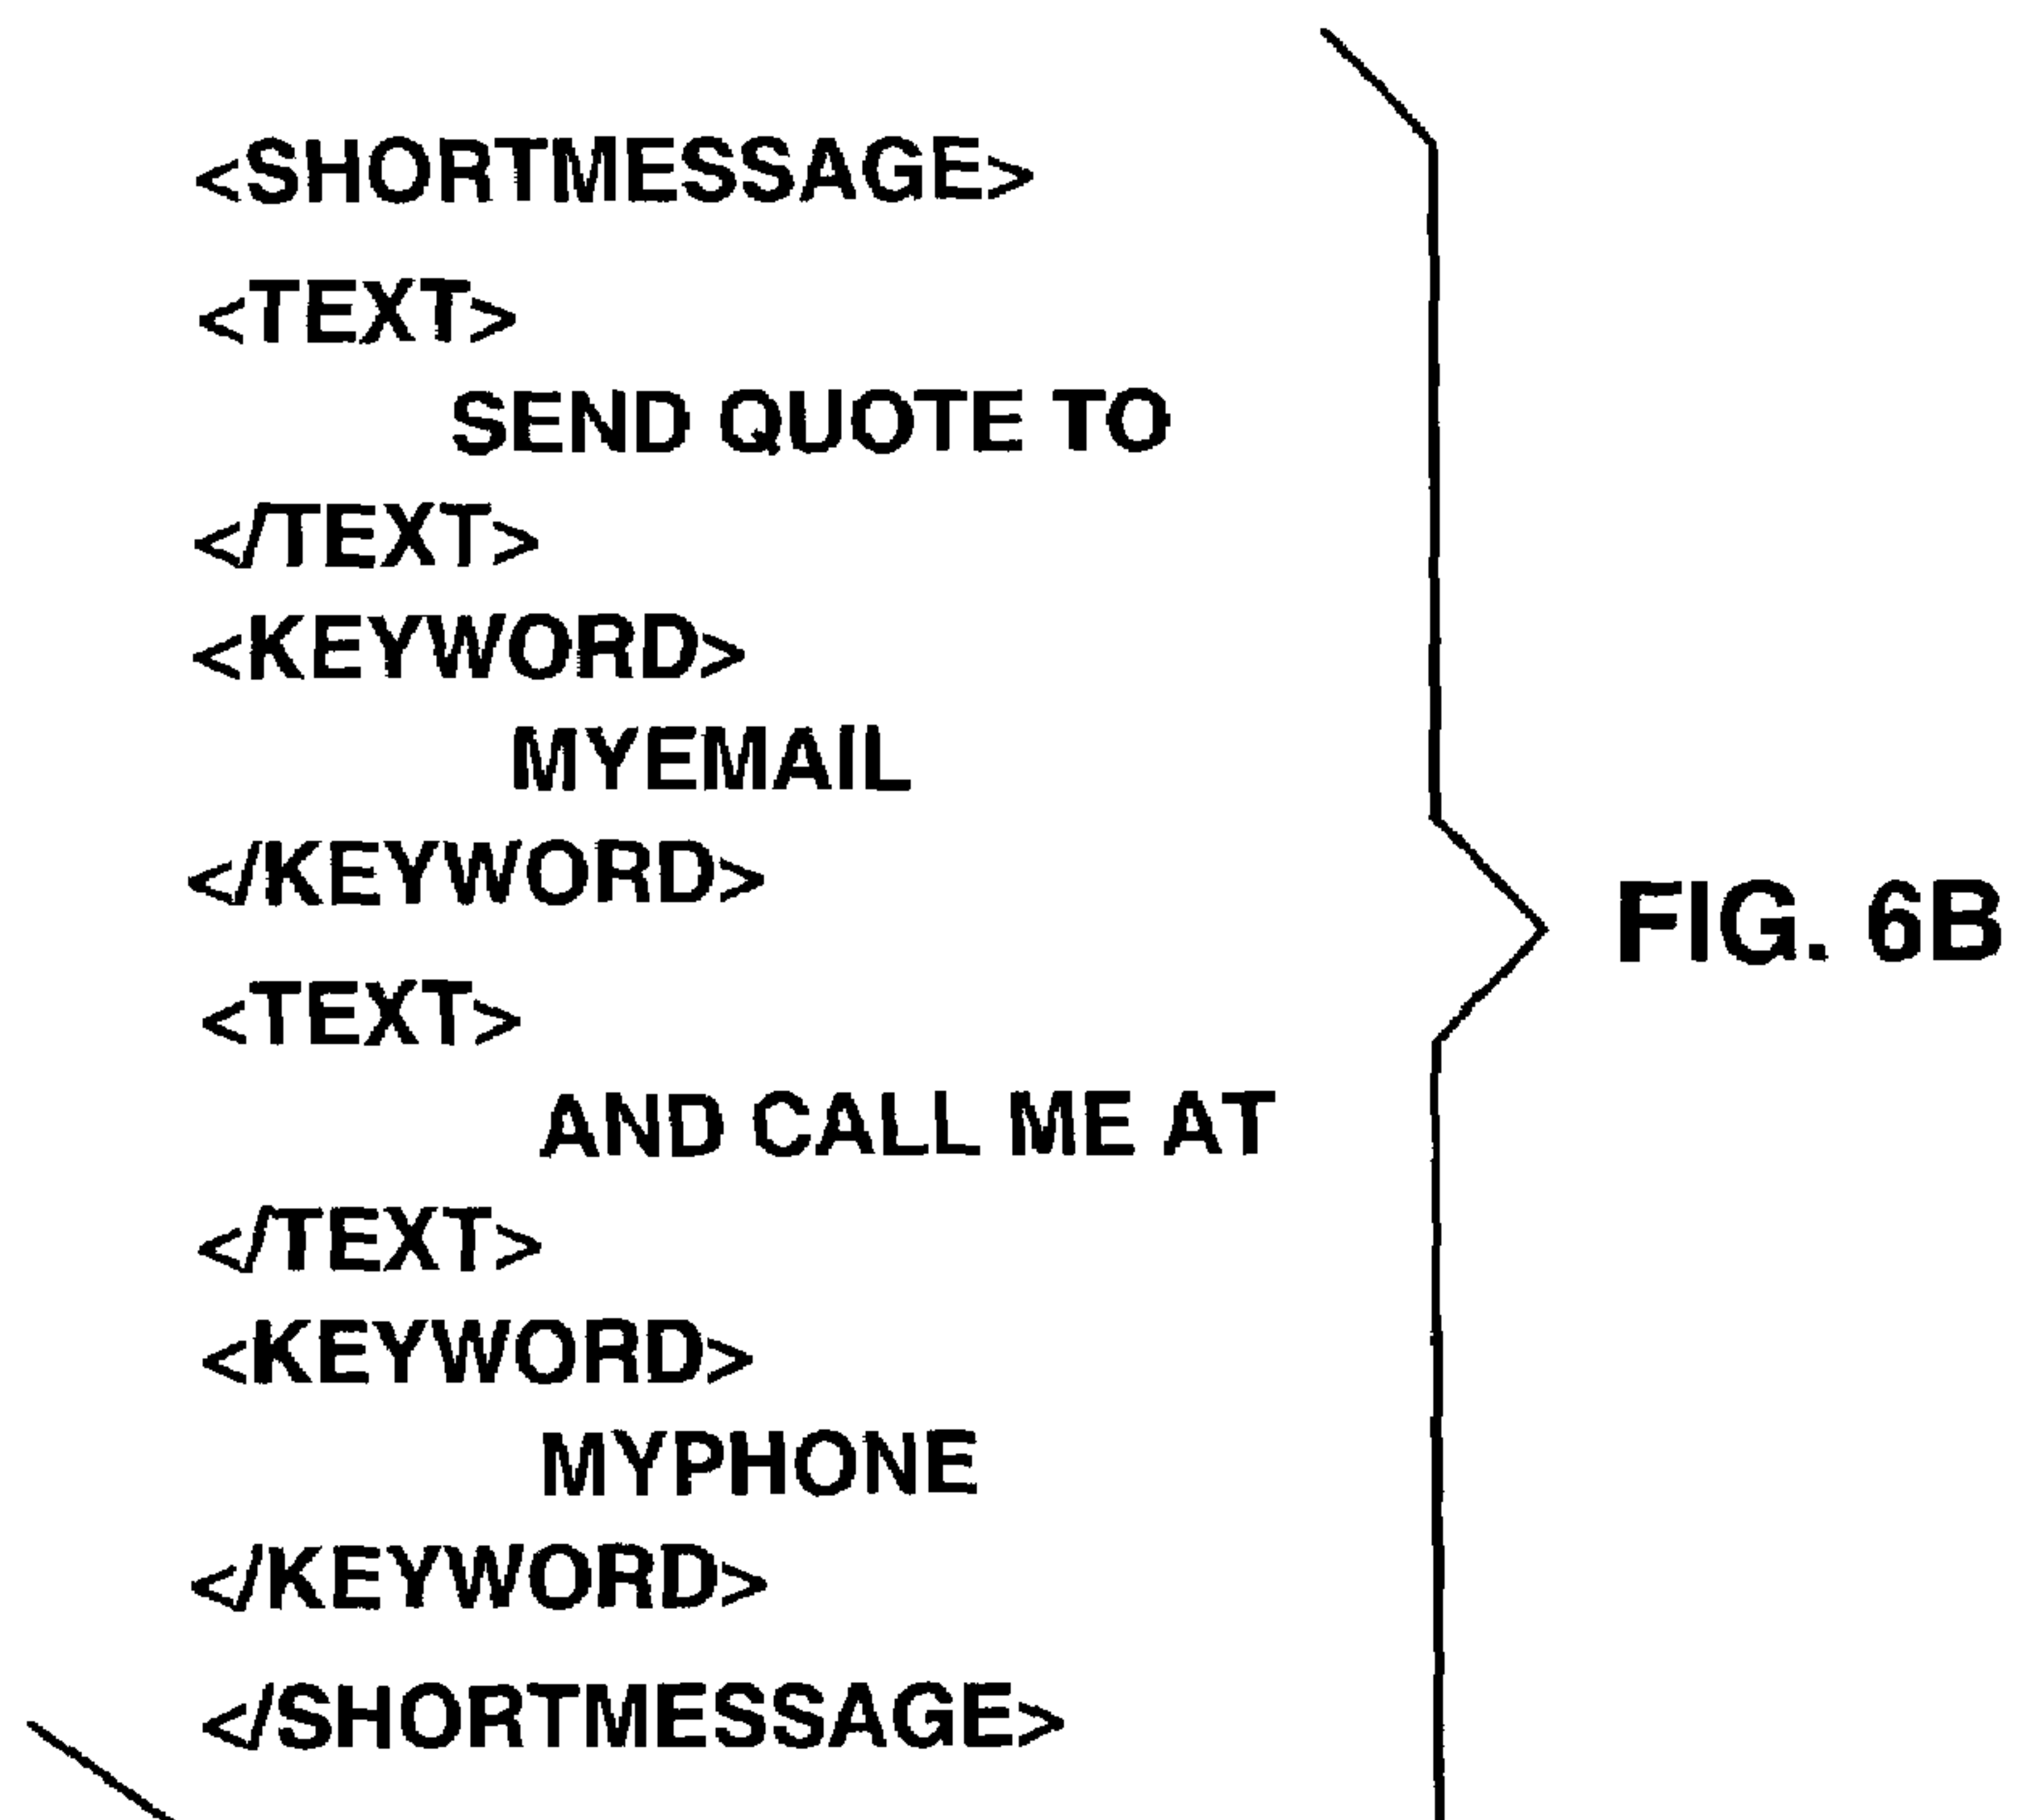 <SHORTMESSAGE>
<TEXT>
SEND QUOTE TO
</TEXT>
<KEYWORD>
MYEMAIL
</KEYWORD>
<TEXT>
AND CALL ME AT
</TEXT>
<KEYWORD>
MYPHONE
</KEYWORD>
</SHORTMESSAGE>
FIG. 6B